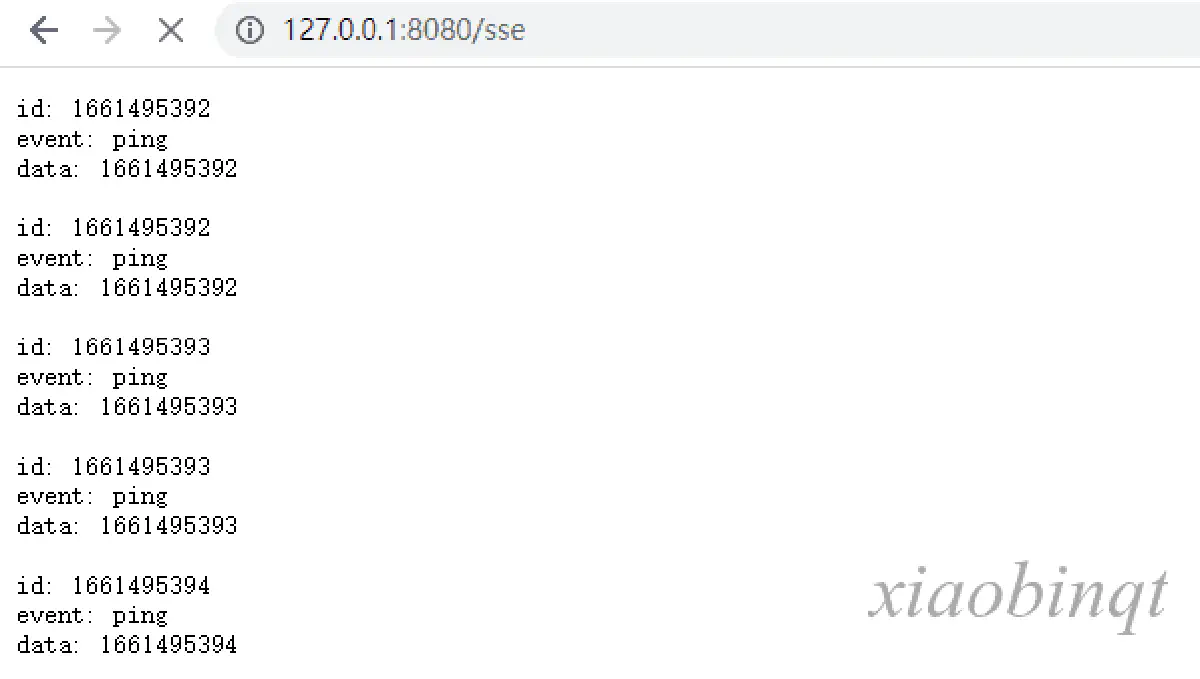 127.0.0.1:8080/sse
id: 1661495392
event: ping
data: 1661495392
id: 1661495392
event: ping
data: 1661495392
id: 1661495393
event: ping
data: 1661495393
id: 1661495393
event: ping
data: 1661495393
id: 1661495394
event: ping
data: 1661495394
xiaobinqt